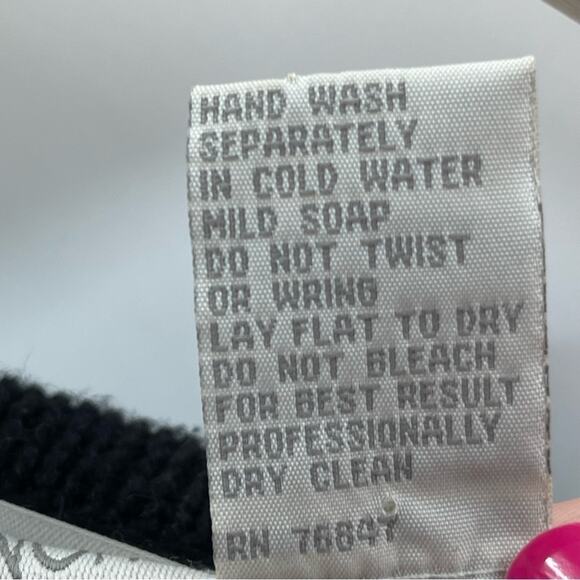 HAND WASH
SEPARATELY
IN COLD WATER
MILD SOAP
DO NOT TWIST
OR WRING
LAY FLAT TO DRY
DO NOT BLEACH
FOR BEST RESULT
PROFESSIONALLY
DRY CLEAN
RN